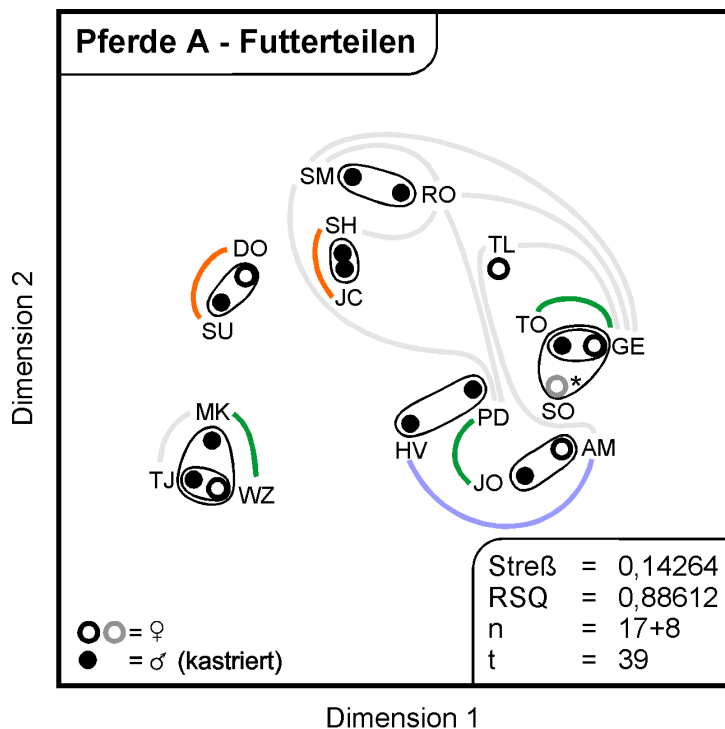 Pferde A - Futterteilen
SM
RO
SH
TL
DO
JC
SU
TO
GE
MK
SO
PD
HV
AM
TJ
WZ
JO
Streß = 0,14264
RSQ = 0,88612
n = 17+8
t = 39
= ♀
= ♂ (kastriert)
*
Dimension 1
Dimension 2